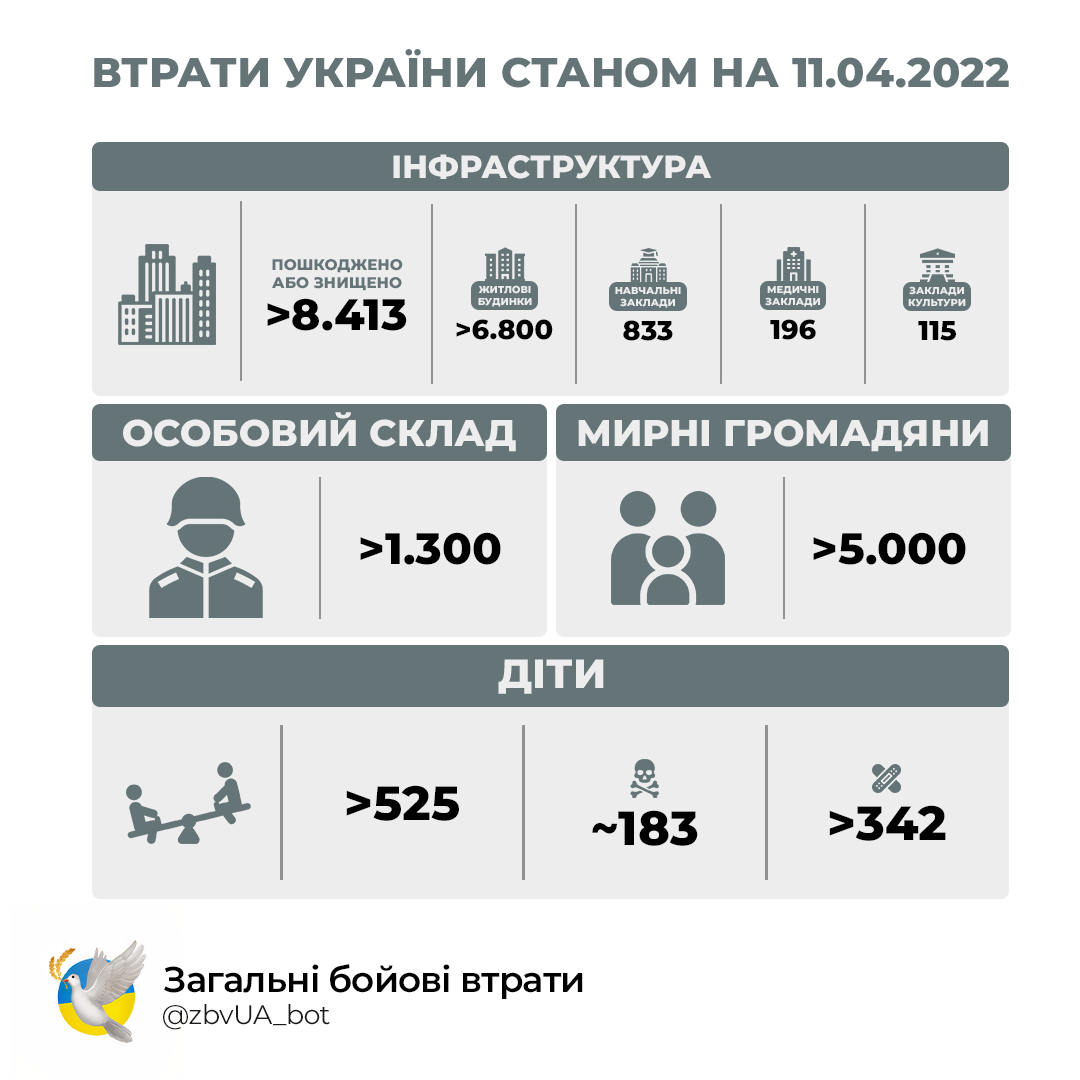 ВТРАТИ УКРАЇНИ СТАНОМ НА 11.04.2022
ІНФРАСТРУКТУРА
ПОШКОДЖЕНО
АБО ЗНИЩЕНО
>8.413
ЖИТЛОВІ
БУДИНКИ
>6.800
НАВЧАЛЬНІ
ЗАКЛАДИ
833
МЕДИЧНІ
ЗАКЛАДИ
196
ЗАКЛАДИ
КУЛЬТУРИ
115
ОСОБОВИЙ СКЛАД
>1.300
МИРНІ ГРОМАДЯНИ
>5.000
ДІТИ
>525
~183
>342
Загальні бойові втрати
@zbvUA_bot